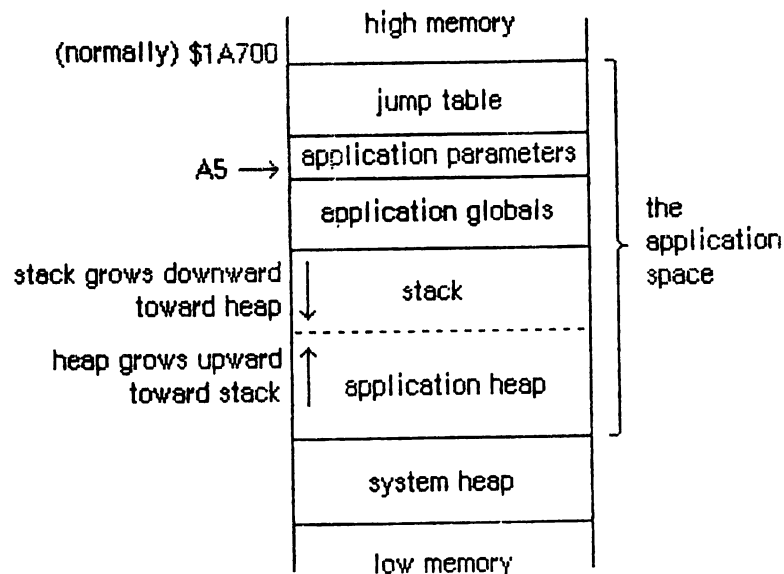 high memory
(normally) $1A700
jump table
A5
application parameters
application globals
the
application
space
stack grows downward
toward heap
stack
heap grows upward
toward stack
application heap
system heap
low memory